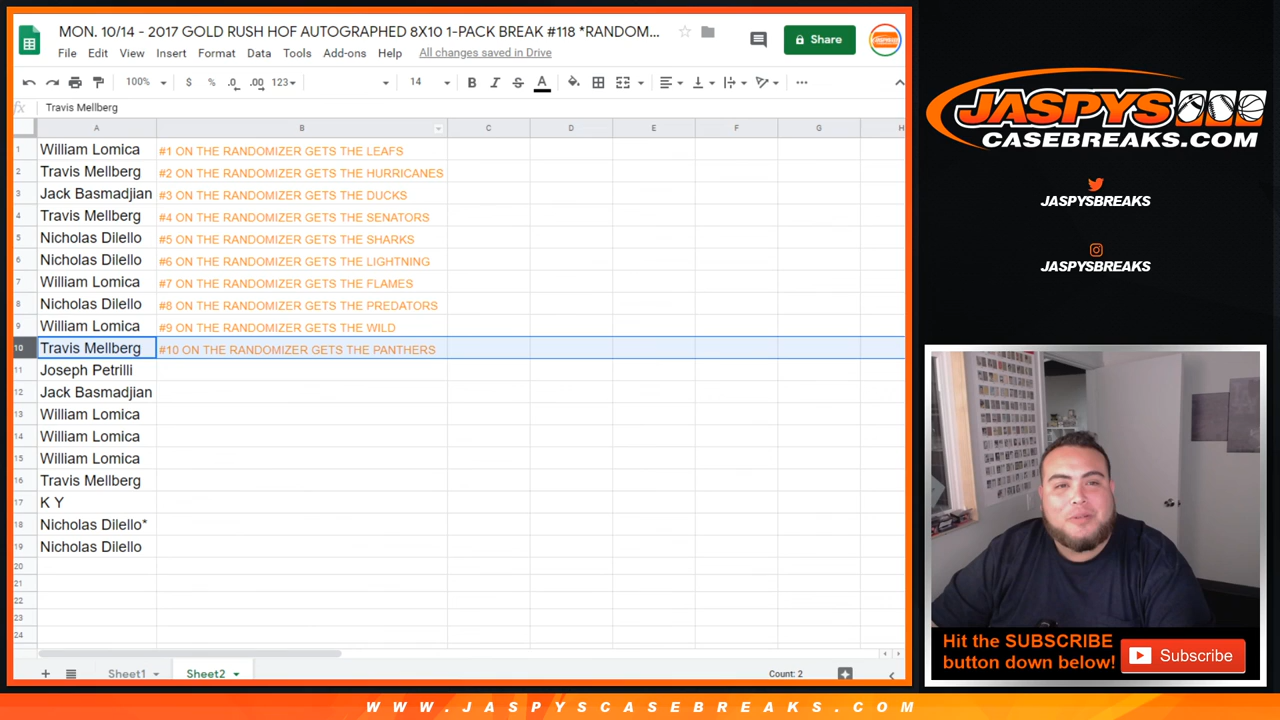 MON. 10/14 - 2017 GOLD RUSH HOF AUTOGRAPHED 8X10 1-PACK BREAK #118 *RANDOM...
Share
File Edit View Insert Format Data Tools Add-ons Help All changes saved in Drive
100% $ % .0 .00 123 14 B I S A
fx Travis Mellberg
A B C D E F G H
1 William Lomica #1 ON THE RANDOMIZER GETS THE LEAFS
2 Travis Mellberg #2 ON THE RANDOMIZER GETS THE HURRICANES
3 Jack Basmadjian #3 ON THE RANDOMIZER GETS THE DUCKS
4 Travis Mellberg #4 ON THE RANDOMIZER GETS THE SENATORS
5 Nicholas Dilello #5 ON THE RANDOMIZER GETS THE SHARKS
6 Nicholas Dilello #6 ON THE RANDOMIZER GETS THE LIGHTNING
7 William Lomica #7 ON THE RANDOMIZER GETS THE FLAMES
8 Nicholas Dilello #8 ON THE RANDOMIZER GETS THE PREDATORS
9 William Lomica #9 ON THE RANDOMIZER GETS THE WILD
10 Travis Mellberg #10 ON THE RANDOMIZER GETS THE PANTHERS
11 Joseph Petrilli
12 Jack Basmadjian
13 William Lomica
14 William Lomica
15 William Lomica
16 Travis Mellberg
17 K Y
18 Nicholas Dilello*
19 Nicholas Dilello
20
21
22
23
24
Sheet1 Sheet2 Count: 2
JASPYS
CASEBREAKS.COM
JASPYSBREAKS
JASPYSBREAKS
Hit the SUBSCRIBE
button down below!
Subscribe
WWW.JASPYSCASEBREAKS.COM